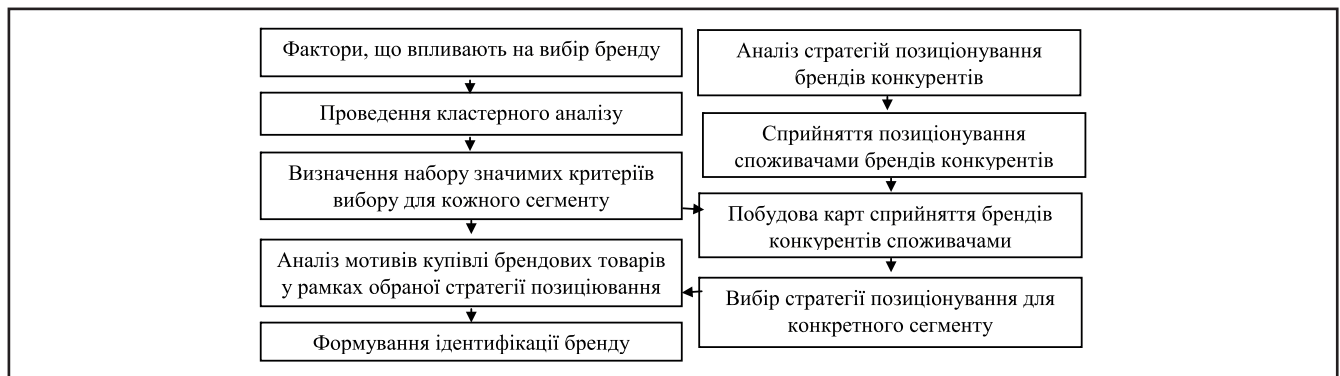 Фактори, що впливають на вибір бренду
Проведення кластерного аналізу
Визначення набору значимих критеріїв
вибору для кожного сегменту
Аналіз мотивів купівлі брендових товарів
у рамках обраної стратегії позиціювання
Формування ідентифікації бренду
Аналіз стратегій позиціонування
брендів конкурентів
Сприйняття позиціонування
споживачами брендів конкурентів
Побудова карт сприйняття брендів
конкурентів споживачами
Вибір стратегії позиціонування для
конкретного сегменту